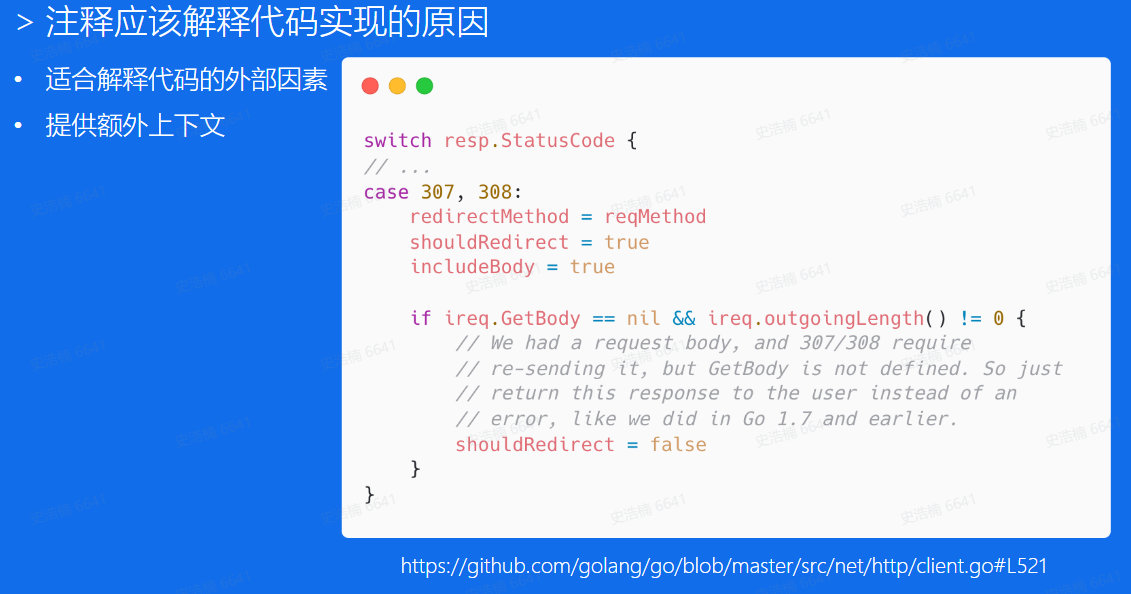 > 注释应该解释代码实现的原因
• 适合解释代码的外部因素
• 提供额外上下文
switch resp.StatusCode {
// ...
case 307, 308:
redirectMethod = reqMethod
shouldRedirect = true
includeBody = true
if ireq.GetBody == nil && ireq.outgoingLength() != 0 {
// We had a request body, and 307/308 require
// re-sending it, but GetBody is not defined. So just
// return this response to the user instead of an
// error, like we did in Go 1.7 and earlier.
shouldRedirect = false
}
}
https://github.com/golang/go/blob/master/src/net/http/client.go#L521
史浩楠 6641